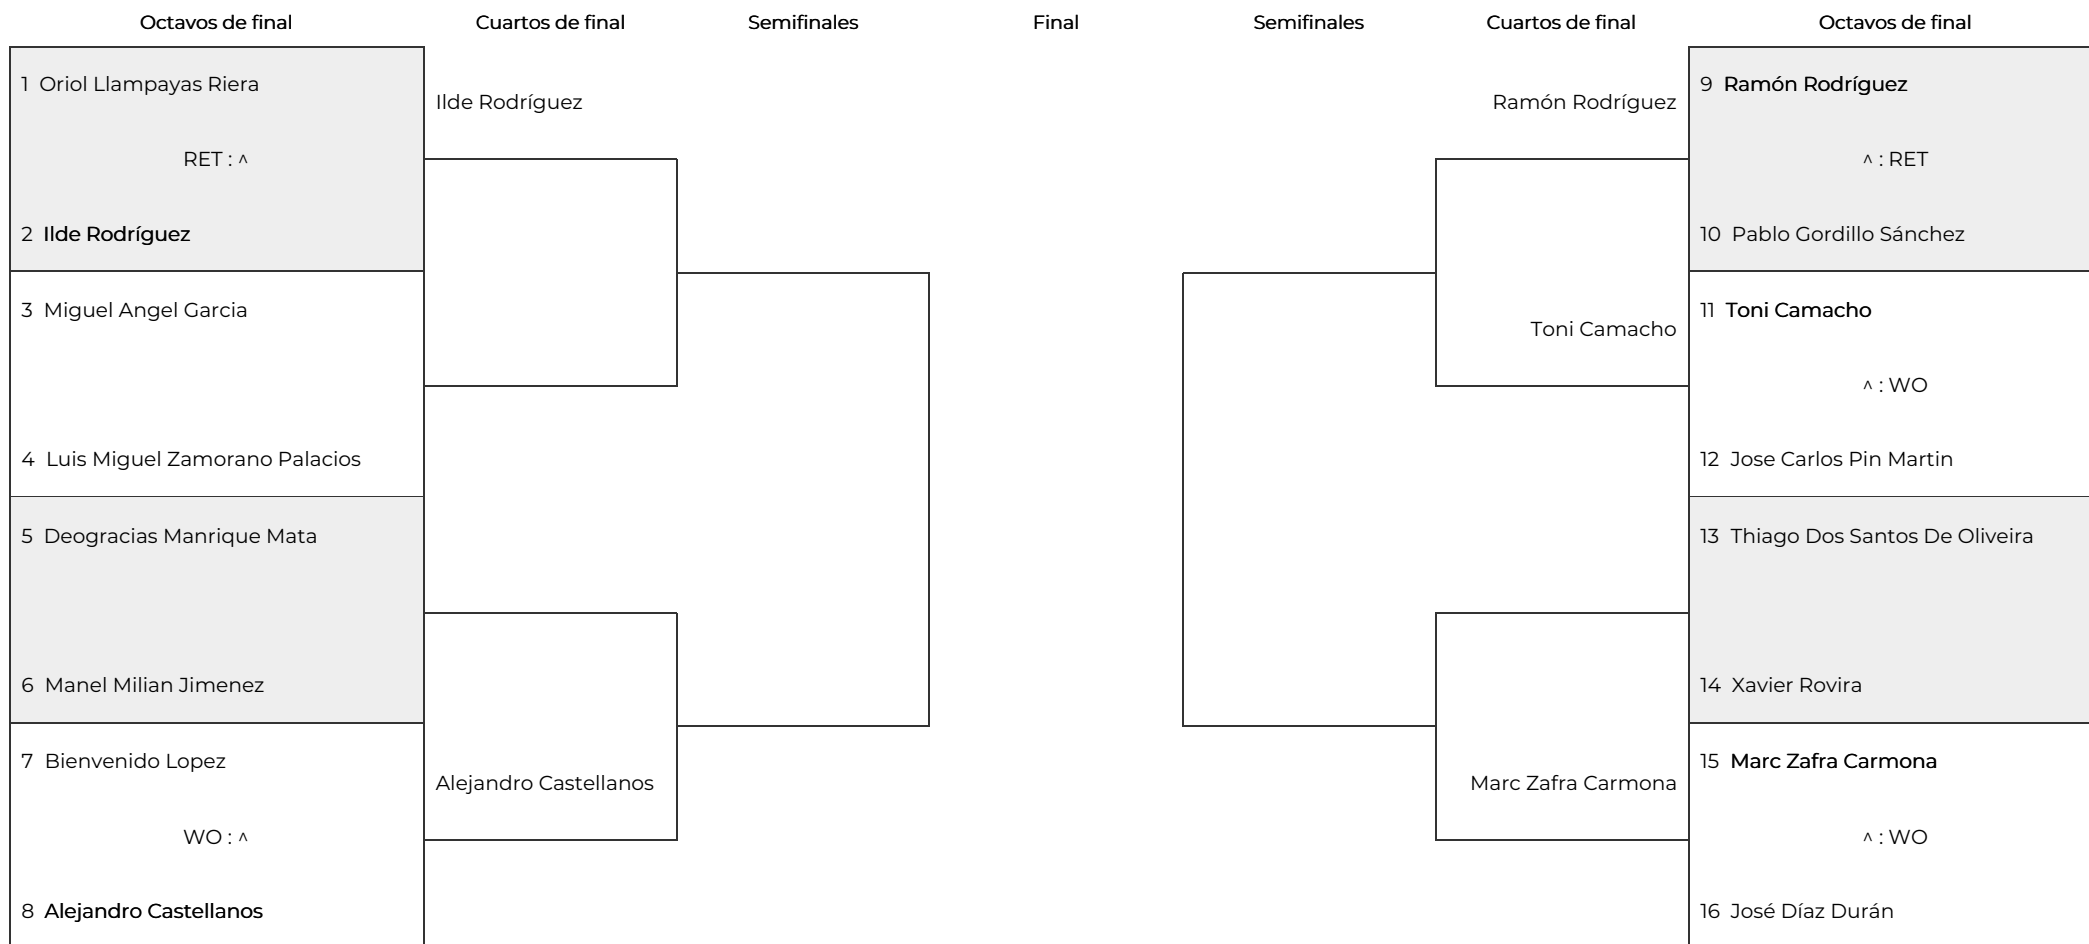 Octavos de final
Cuartos de final
Semifinales
Final
Semifinales
Cuartos de final
Octavos de final
1 Oriol Llampayas Riera
RET : ^
2 Ilde Rodríguez
3 Miguel Angel Garcia
4 Luis Miguel Zamorano Palacios
5 Deogracias Manrique Mata
6 Manel Milian Jimenez
7 Bienvenido Lopez
WO : ^
8 Alejandro Castellanos
Ilde Rodríguez
Alejandro Castellanos
Ramón Rodríguez
Toni Camacho
Marc Zafra Carmona
9 Ramón Rodríguez
^ : RET
10 Pablo Gordillo Sánchez
11 Toni Camacho
^ : WO
12 Jose Carlos Pin Martin
13 Thiago Dos Santos De Oliveira
14 Xavier Rovira
15 Marc Zafra Carmona
^ : WO
16 José Díaz Durán